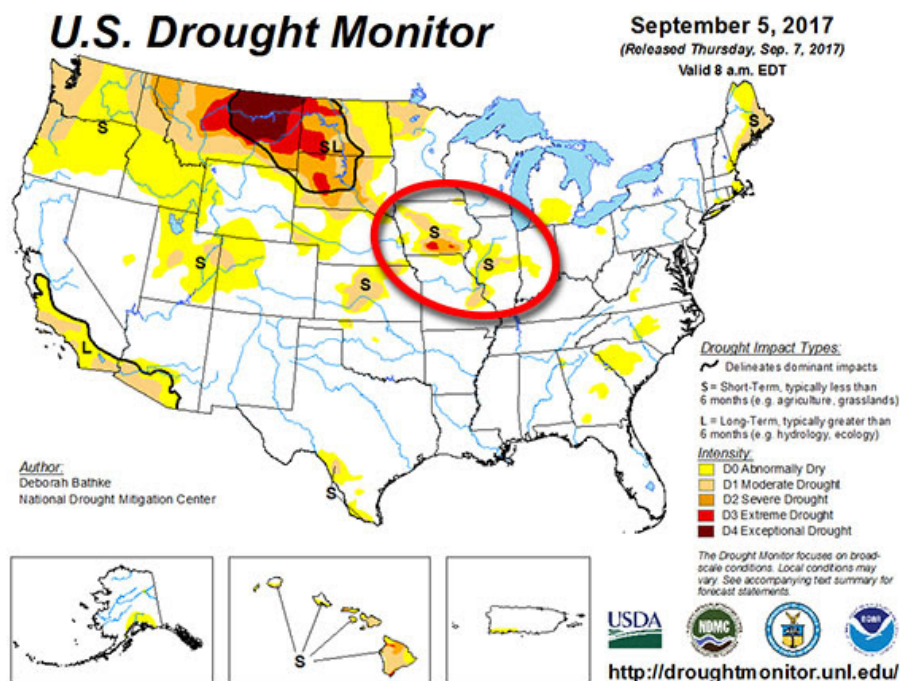 U.S. Drought Monitor
September 5, 2017
(Released Thursday, Sep. 7, 2017)
Valid 8 a.m. EDT
S
S L
S
S
S
S
S
L
S
Drought Impact Types:
Delineates dominant impacts
S = Short-Term, typically less than
6 months (e.g. agriculture, grasslands)
L = Long-Term, typically greater than
6 months (e.g. hydrology, ecology)
Intensity:
D0 Abnormally Dry
D1 Moderate Drought
D2 Severe Drought
D3 Extreme Drought
D4 Exceptional Drought
Author:
Deborah Bathke
National Drought Mitigation Center
The Drought Monitor focuses on broad-
scale conditions. Local conditions may
vary. See accompanying text summary for
forecast statements.
S
USDA
NDMC
http://droughtmonitor.unl.edu/